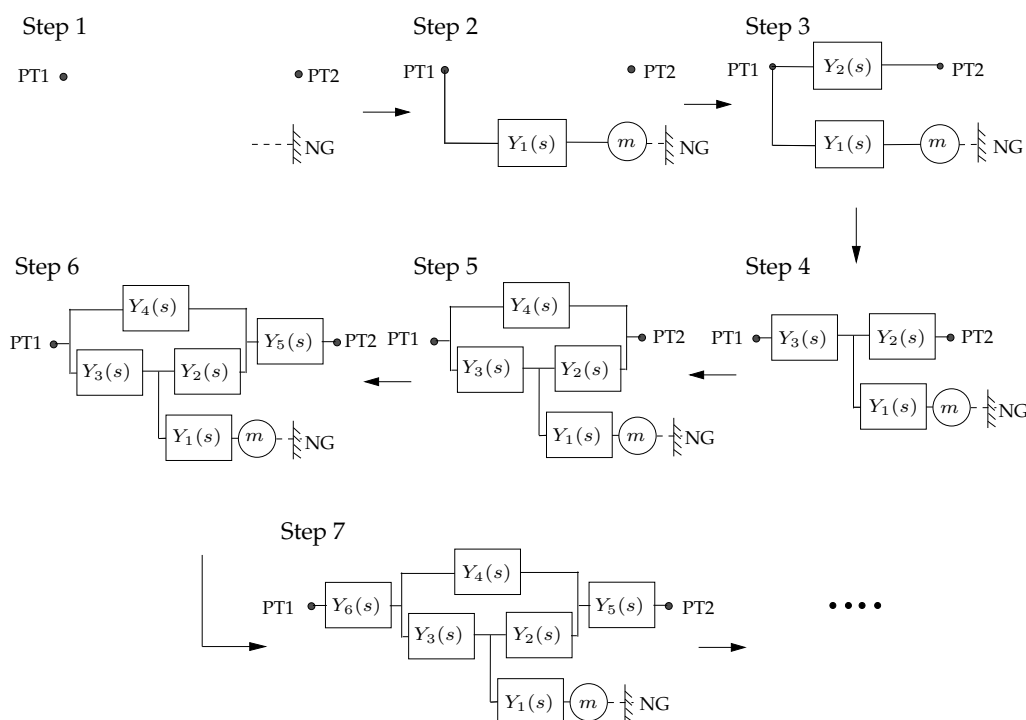 Step 1
PT1
PT2
NG
Step 2
PT1
PT2
Y₁(s)
m
NG
Step 3
PT1
Y₂(s)
PT2
Y₁(s)
m
NG
Step 4
PT1
Y₃(s)
Y₂(s)
PT2
Y₁(s)
m
NG
Step 5
Y₄(s)
PT1
PT2
Y₃(s)
Y₂(s)
Y₁(s)
m
NG
Step 6
Y₄(s)
PT1
Y₅(s)
PT2
Y₃(s)
Y₂(s)
Y₁(s)
m
NG
Step 7
Y₄(s)
PT1
Y₆(s)
Y₅(s)
PT2
Y₃(s)
Y₂(s)
Y₁(s)
m
NG